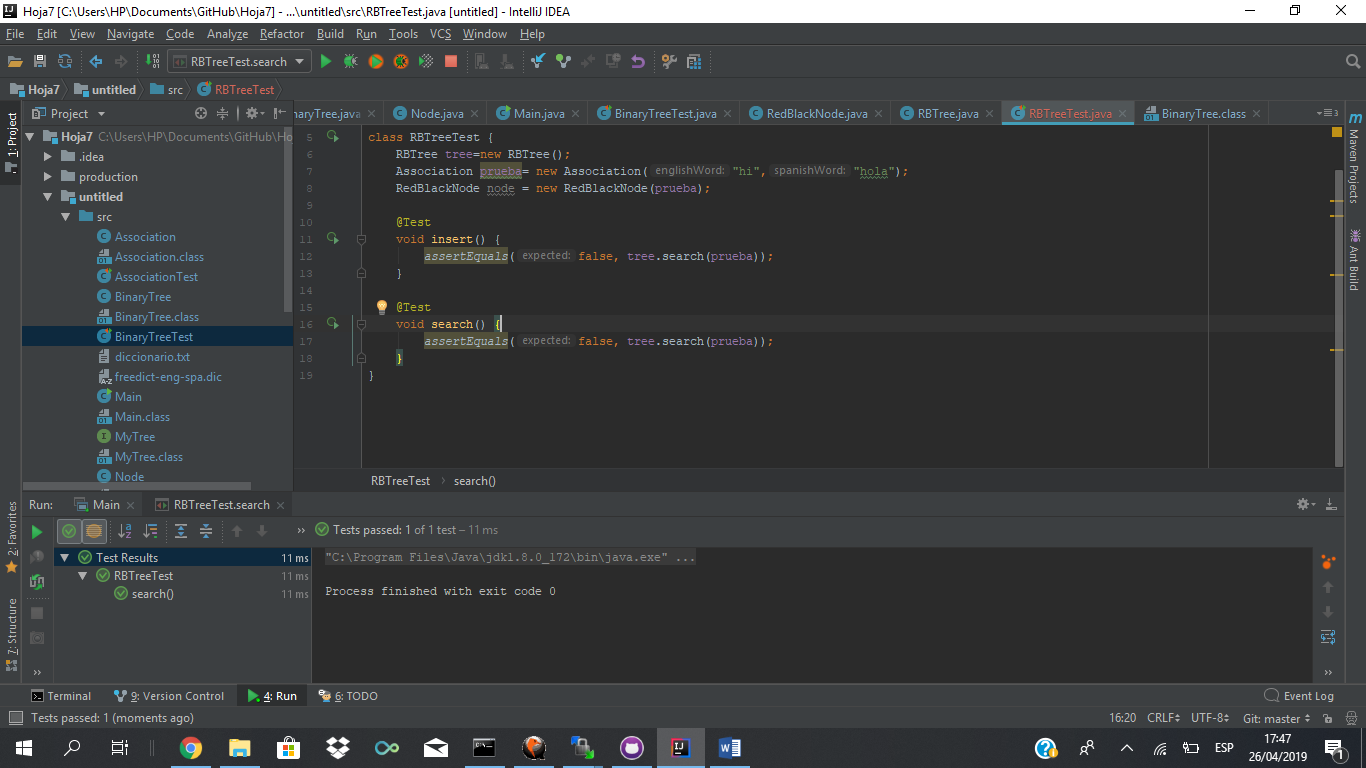 Hoja7 [C:\Users\HP\Documents\GitHub\Hoja7] - ...\untitled\src\RBTreeTest.java [untitled] - IntelliJ IDEA
File Edit View Navigate Code Analyze Refactor Build Run Tools VCS Window Help
RBTreeTest.search
Hoja7 untitled src RBTreeTest
Project
naryTree.java Node.java Main.java BinaryTreeTest.java RedBlackNode.java RBTree.java RBTreeTest.java BinaryTree.class
1: Project
Hoja7 C:\Users\HP\Documents\GitHub\Ho
.idea
production
untitled
src
Association
Association.class
AssociationTest
BinaryTree
BinaryTree.class
BinaryTreeTest
diccionario.txt
freedict-eng-spa.dic
Main
Main.class
MyTree
MyTree.class
Node
5 class RBTreeTest {
6 RBTree tree=new RBTree();
7 Association prueba= new Association( englishWord: "hi", spanishWord: "hola");
8 RedBlackNode node = new RedBlackNode(prueba);
9
10 @Test
11 void insert() {
12 assertEquals( expected: false, tree.search(prueba));
13 }
14
15 @Test
16 void search() {
17 assertEquals( expected: false, tree.search(prueba));
18 }
19 }
RBTreeTest search()
Maven Projects
Ant Build
2: Favorites
7: Structure
Run: Main RBTreeTest.search
Tests passed: 1 of 1 test – 11 ms
Test Results 11 ms
RBTreeTest 11 ms
search() 11 ms
"C:\Program Files\Java\jdk1.8.0_172\bin\java.exe" ...
Process finished with exit code 0
Terminal 9: Version Control 4: Run 6: TODO Event Log
Tests passed: 1 (moments ago) 16:20 CRLF UTF-8 Git: master
ESP
17:47
26/04/2019
1